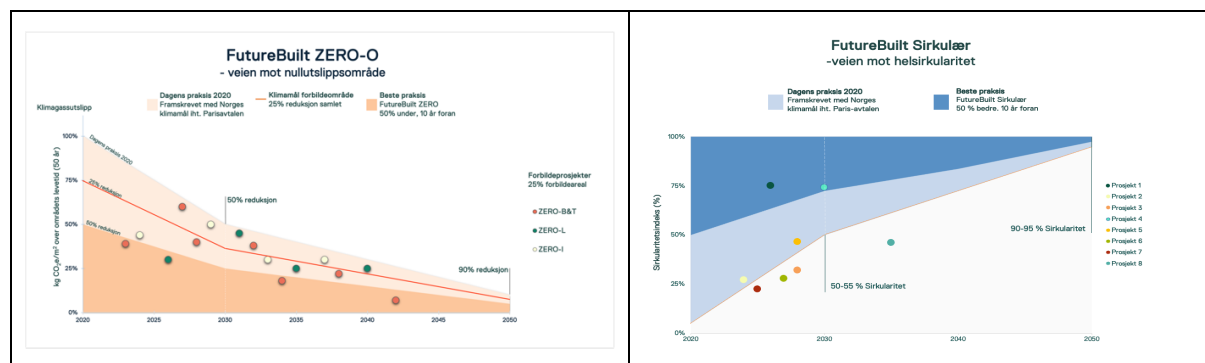 FutureBuilt ZERO-O
- veien mot nullutslippsområde
Klimagassutslipp
Dagens praksis 2020
Framskrevet med Norges
klimamål iht. Parisavtalen
Klimamål forbildeområde
25% reduksjon samlet
Beste praksis
FutureBuilt ZERO
50% under, 10 år foran
kg CO₂e/m² over områdets levetid (50 år)
100%
75%
50%
25%
0%
Dagens praksis 2020
25% reduksjon
50% reduksjon
50% reduksjon
90% reduksjon
2020
2025
2030
2035
2040
2045
2050
Forbildeprosjekter
25% forbildeareal
ZERO-B&T
ZERO-L
ZERO-I
FutureBuilt Sirkulær
-veien mot helsirkularitet
Dagens praksis 2020
Framskrevet med Norges
klimamål iht. Paris-avtalen
Beste praksis
FutureBuilt Sirkulær
50 % bedre. 10 år foran
Sirkularitetsindeks (%)
100%
75%
50%
25%
0%
90-95 % Sirkularitet
50-55 % Sirkularitet
2020
2030
2040
2050
Prosjekt 1
Prosjekt 2
Prosjekt 3
Prosjekt 4
Prosjekt 5
Prosjekt 6
Prosjekt 7
Prosjekt 8